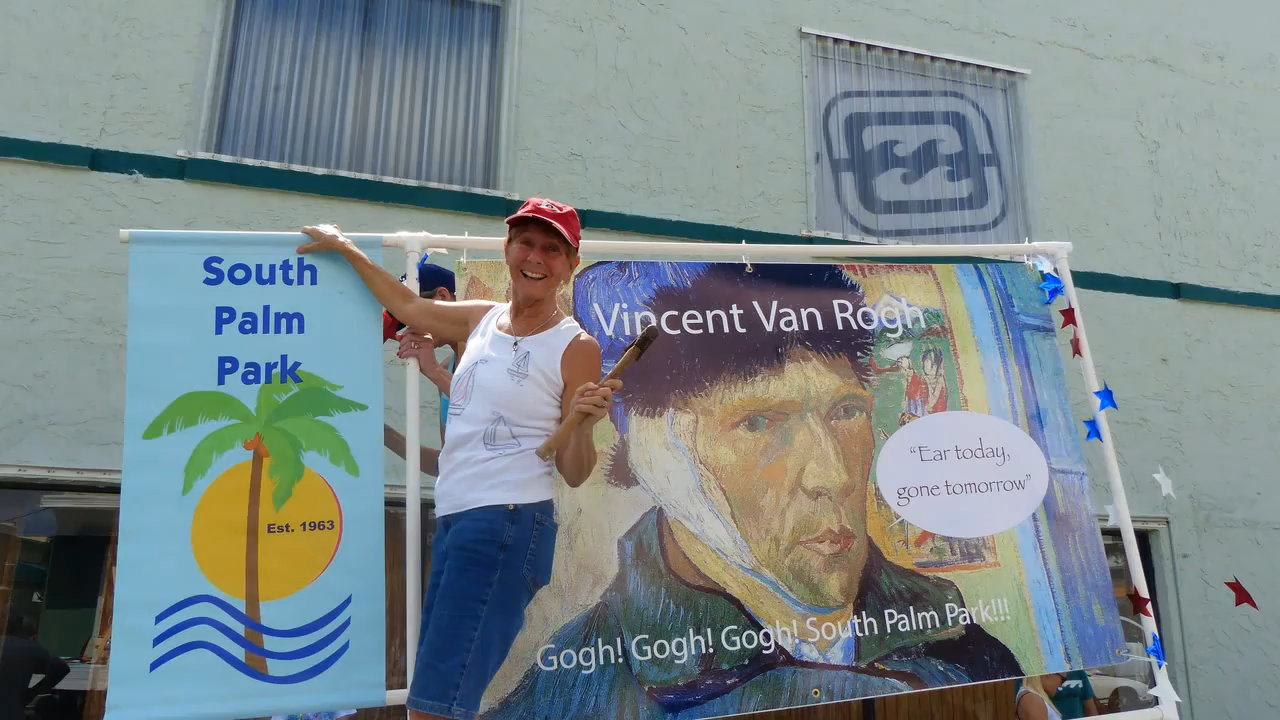 South
Palm
Park
Est. 1963
Vincent Van Rogh
“Ear today,
gone tomorrow”
Gogh! Gogh! Gogh! South Palm Park!!!